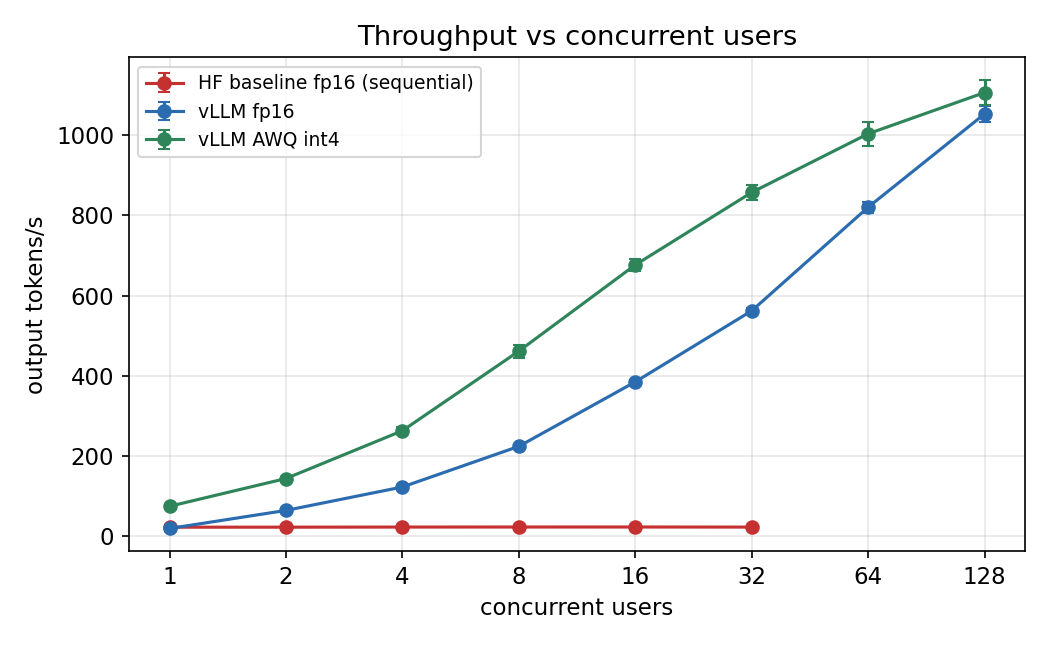 Throughput vs concurrent users
HF baseline fp16 (sequential)
vLLM fp16
vLLM AWQ int4
output tokens/s
1000
800
600
400
200
0
1 2 4 8 16 32 64 128
concurrent users